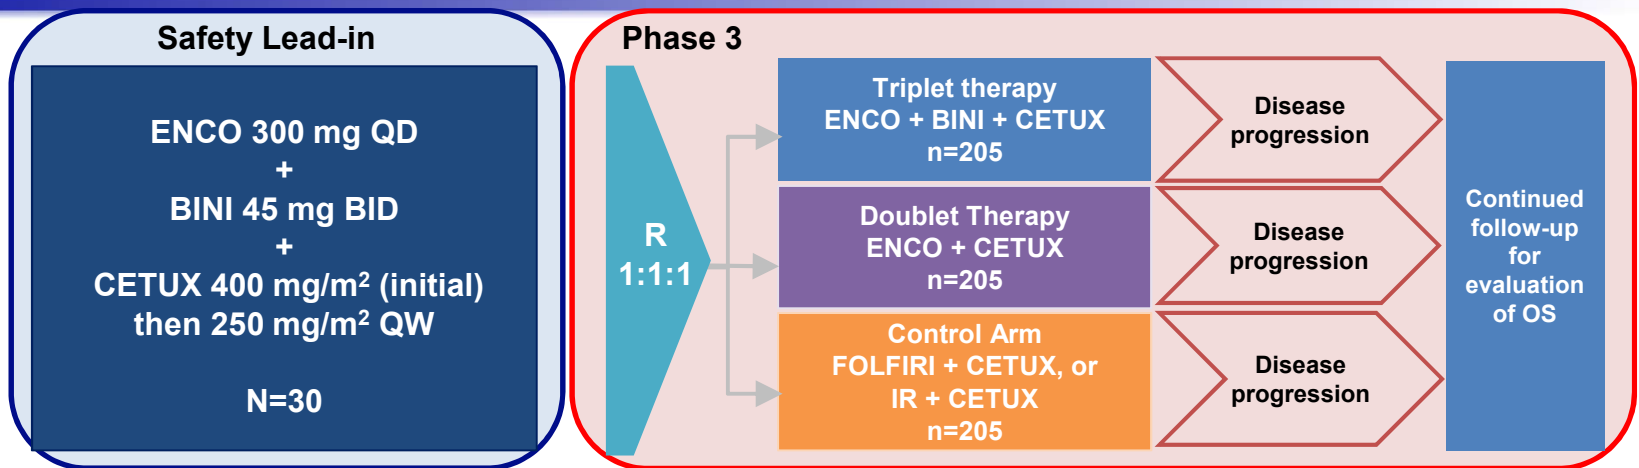 Safety Lead-in
ENCO 300 mg QD
+
BINI 45 mg BID
+
CETUX 400 mg/m² (initial)
then 250 mg/m² QW
N=30
Phase 3
R
1:1:1
Triplet therapy
ENCO + BINI + CETUX
n=205
Doublet Therapy
ENCO + CETUX
n=205
Control Arm
FOLFIRI + CETUX, or
IR + CETUX
n=205
Disease
progression
Disease
progression
Disease
progression
Continued
follow-up
for
evaluation
of OS